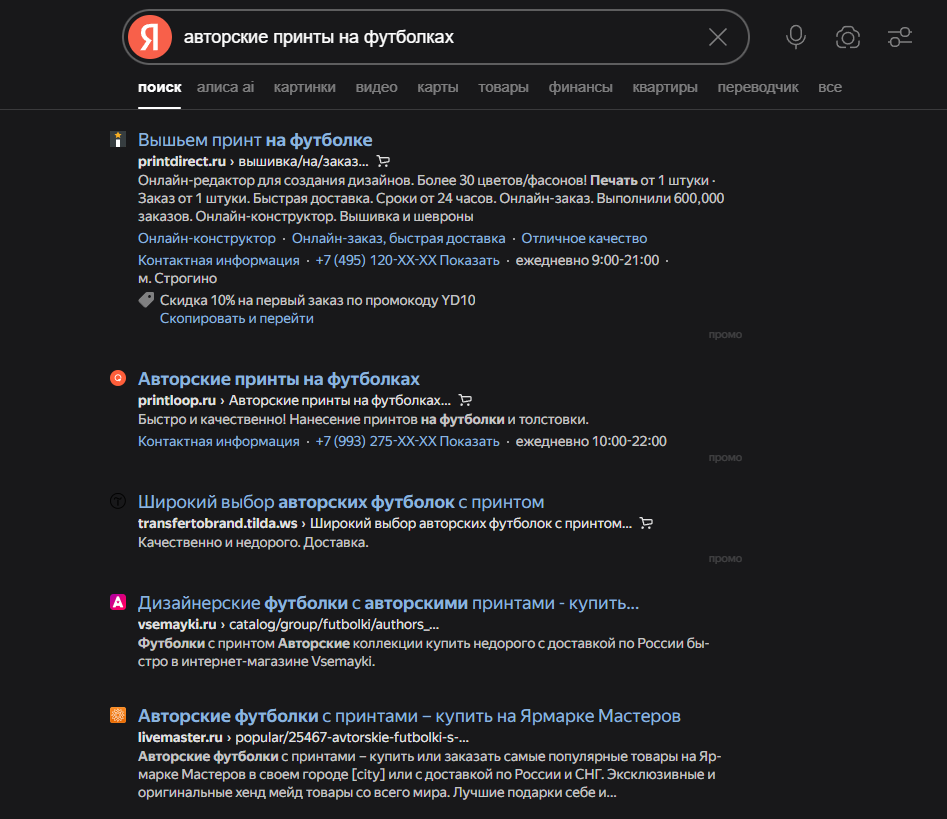 Я авторские принты на футболках
поиск алиса ai картинки видео карты товары финансы квартиры переводчик все
Вышьем принт на футболке
printdirect.ru › вышивка/на/заказ...
Онлайн-редактор для создания дизайнов. Более 30 цветов/фасонов! Печать от 1 штуки ·
Заказ от 1 штуки. Быстрая доставка. Сроки от 24 часов. Онлайн-заказ. Выполнили 600,000
заказов. Онлайн-конструктор. Вышивка и шевроны
Онлайн-конструктор · Онлайн-заказ, быстрая доставка · Отличное качество
Контактная информация · +7 (495) 120-XX-XX Показать · ежедневно 9:00-21:00 ·
м. Строгино
Скидка 10% на первый заказ по промокоду YD10
Скопировать и перейти
промо
Авторские принты на футболках
printloop.ru › Авторские принты на футболках...
Быстро и качественно! Нанесение принтов на футболки и толстовки.
Контактная информация · +7 (993) 275-XX-XX Показать · ежедневно 10:00-22:00
промо
Широкий выбор авторских футболок с принтом
transfertobrand.tilda.ws › Широкий выбор авторских футболок с принтом...
Качественно и недорого. Доставка.
промо
Дизайнерские футболки с авторскими принтами - купить...
vsemayki.ru › catalog/group/futbolki/authors_...
Футболки с принтом Авторские коллекции купить недорого с доставкой по России бы-
стро в интернет-магазине Vsemayki.
Авторские футболки с принтами – купить на Ярмарке Мастеров
livemaster.ru › popular/25467-avtorskie-futbolki-s-...
Авторские футболки с принтами – купить или заказать самые популярные товары на Яр-
марке Мастеров в своем городе [city] или с доставкой по России и СНГ. Эксклюзивные и
оригинальные хенд мейд товары со всего мира. Лучшие подарки себе и...